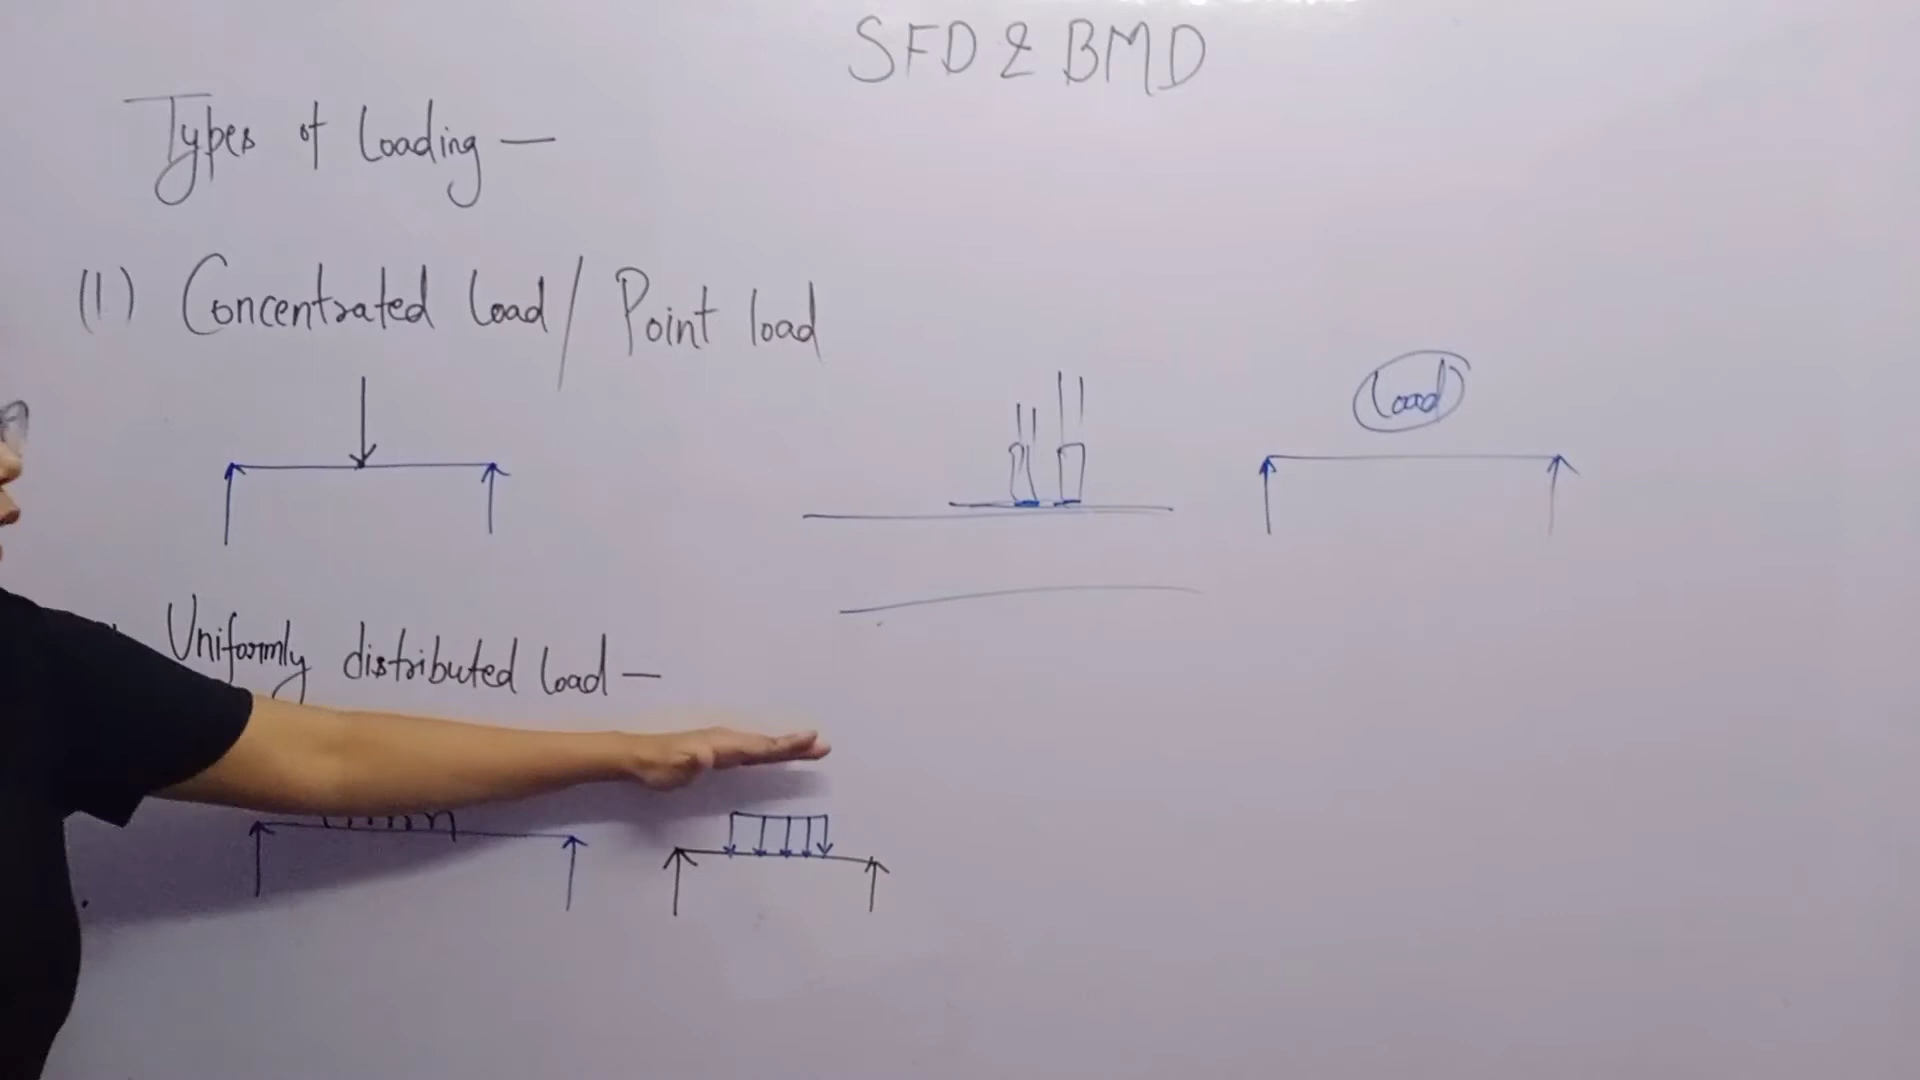 SFD & BMD
Types of loading —
(1) Concentrated load / Point load
load
Uniformly distributed load —